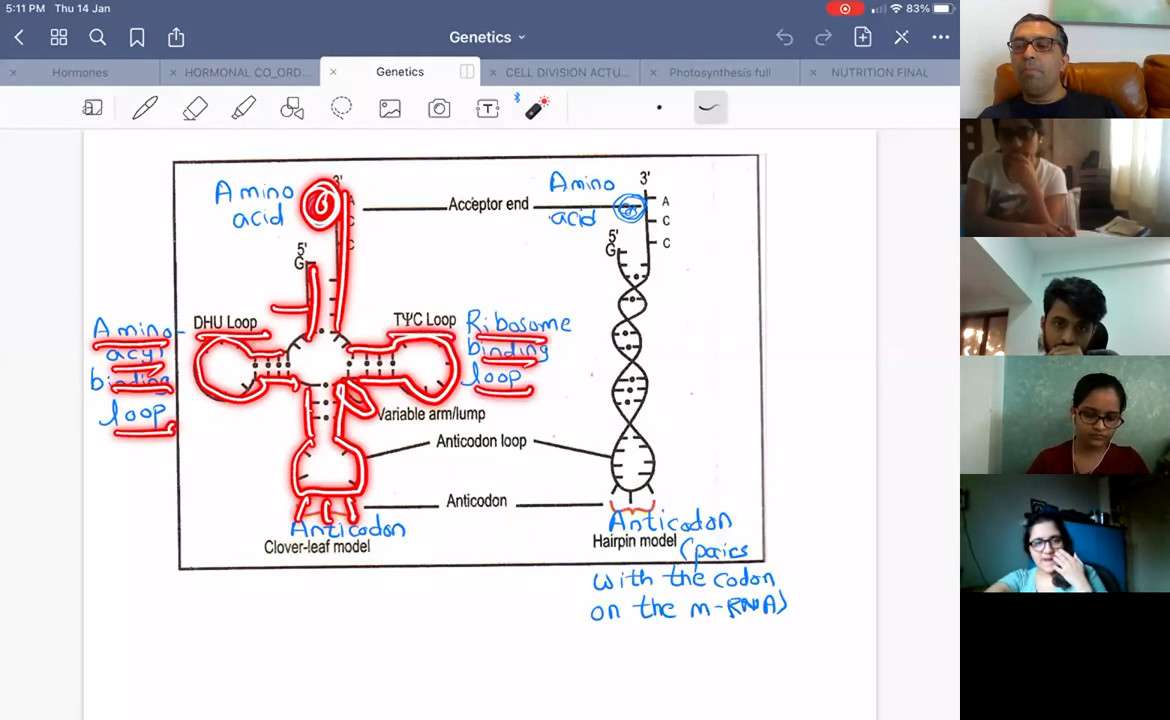 5:11 PM Thu 14 Jan
83%
Genetics
Hormones
HORMONAL CO_ORD...
Genetics
CELL DIVISION ACTU...
Photosynthesis full
NUTRITION FINAL
Amino
acid
3'
A
C
C
5'
G
Acceptor end
Amino
acid
3'
A
C
C
5'
G
DHU Loop
TΨC Loop
Amino-
acyl
binding
loop
Ribosome
binding
loop
Variable arm/lump
Anticodon loop
Anticodon
Anticodon
Clover-leaf model
Anticodon
Hairpin model
(pairs
with the codon
on the m-RNA)